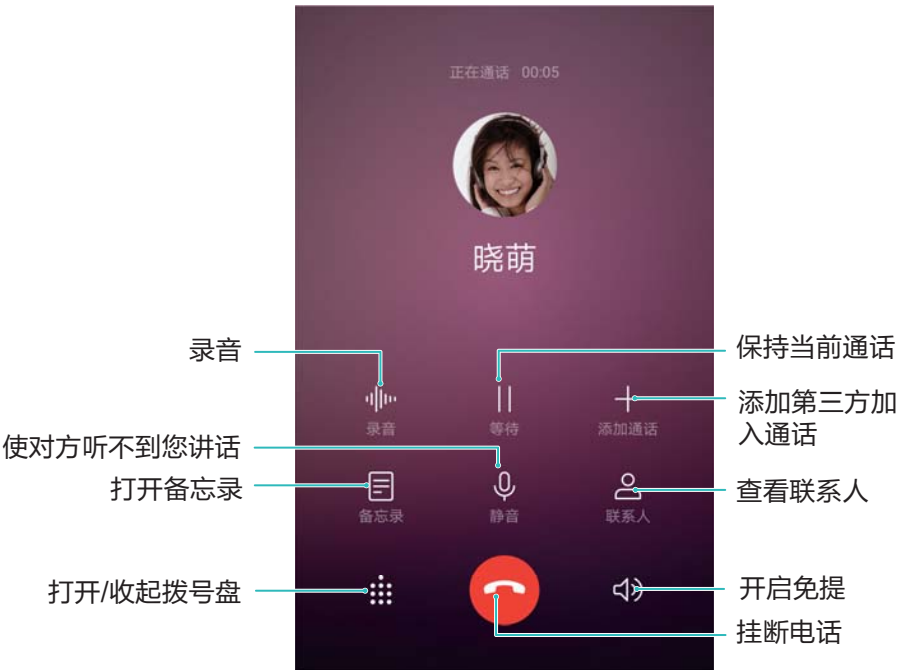 正在通话 00:05
晓萌
录音
保持当前通话
添加第三方加
入通话
录音
等待
添加通话
使对方听不到您讲话
打开备忘录
查看联系人
备忘录
静音
联系人
打开/收起拨号盘
开启免提
挂断电话